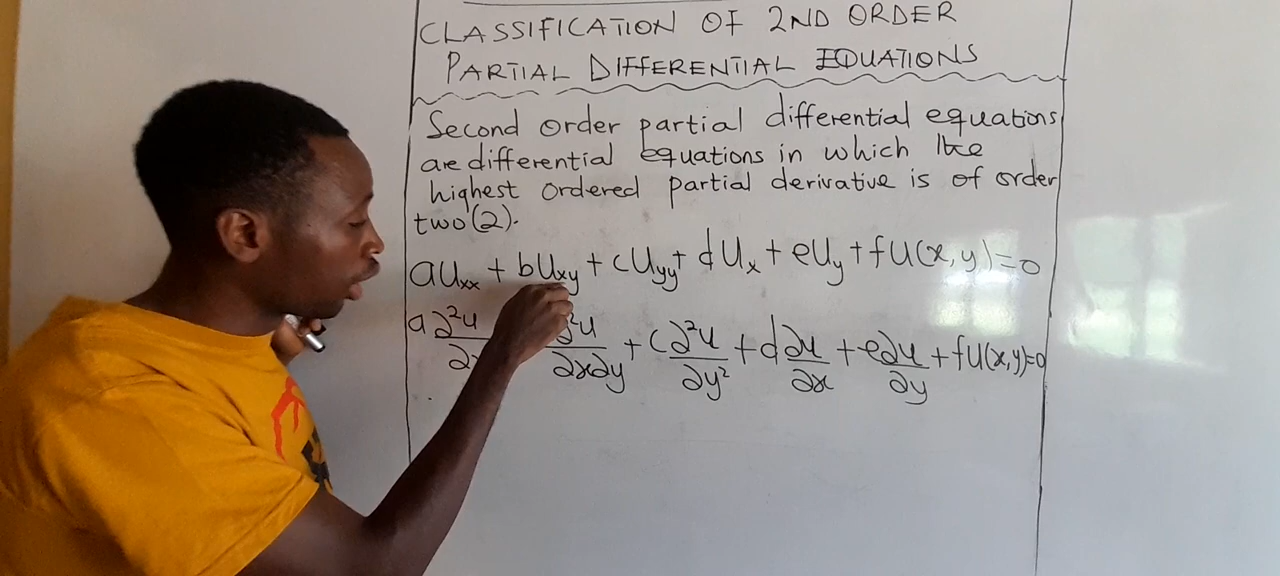 CLASSIFICATION OF 2ND ORDER
PARTIAL DIFFERENTIAL EQUATIONS
Second order partial differential equations
are differential equations in which the
highest ordered partial derivative is of order
two (2).
aUxx + bUxy + cUyy + dUx + eUy + fU(x,y)=0
a∂²u/∂x ∂²u/∂x∂y + c∂²u/∂y² + d∂u/∂x + e∂u/∂y + fU(x,y)=0